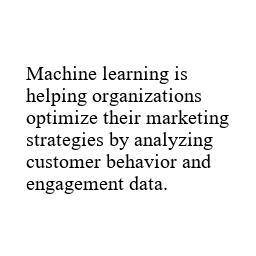 Machine learning is
helping organizations
optimize their marketing
strategies by analyzing
customer behavior and
engagement data.